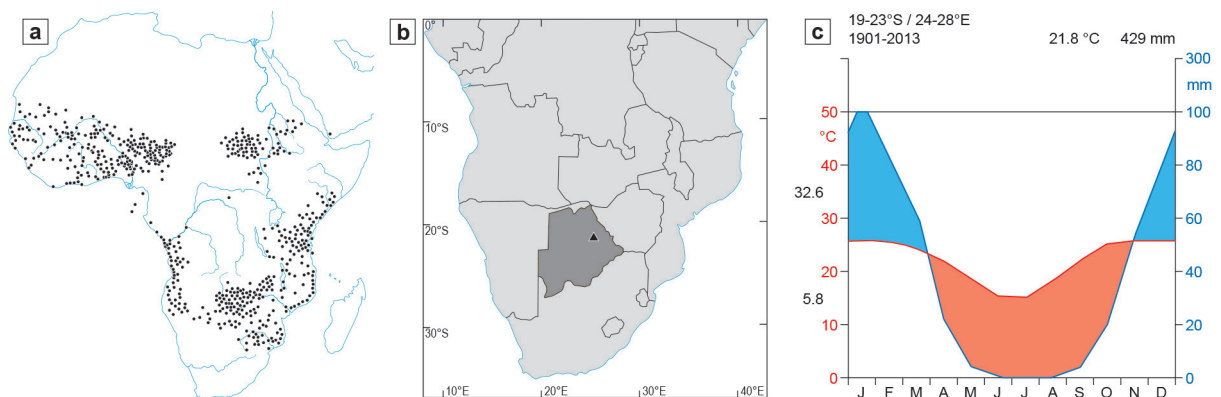 a
b
0°
10°S
20°S
30°S
10°E
20°E
30°E
40°E
c
19-23°S / 24-28°E
1901-2013
21.8 °C
429 mm
300
mm
50
°C
100
40
80
32.6
30
60
20
40
5.8
10
20
0
0
J F M A M J J A S O N D